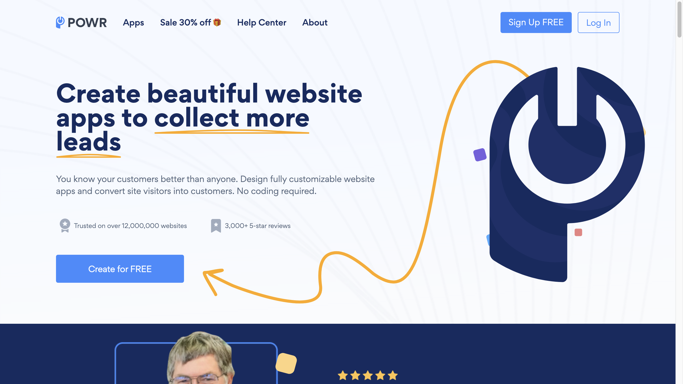 POWR
Apps
Sale 30% off
Help Center
About
Sign Up FREE
Log In
Create beautiful website
apps to collect more
leads
You know your customers better than anyone. Design fully customizable website
apps and convert site visitors into customers. No coding required.
Trusted on over 12,000,000 websites
3,000+ 5-star reviews
Create for FREE